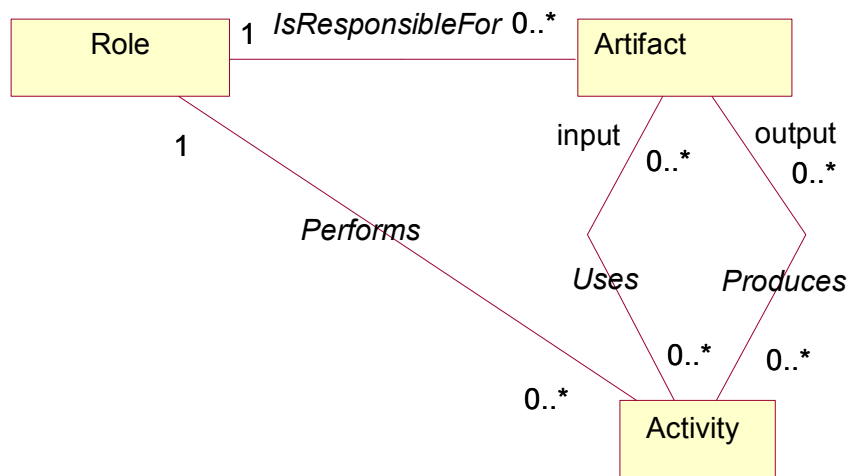 Role
1
IsResponsibleFor
0..*
Artifact
input
output
1
0..*
0..*
Performs
Uses
Produces
0..*
0..*
0..*
Activity